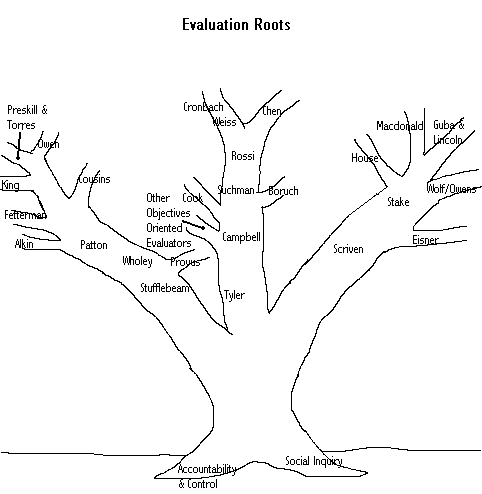 Evaluation Roots
Preskill &
Torres
Owen
King
Cousins
Fetterman
Alkin
Patton
Wholey
Provus
Stufflebeam
Cronbach
Weiss
Chen
Rossi
Suchman
Boruch
Cook
Other
Objectives
Oriented
Evaluators
Campbell
Tyler
Macdonald
Guba &
Lincoln
House
Wolf/Owens
Stake
Eisner
Scriven
Accountability
& Control
Social Inquiry